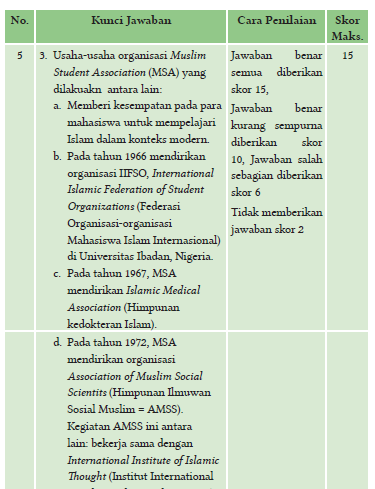 No. Kunci Jawaban Cara Penilaian Skor Maks.
5
3. Usaha-usaha organisasi Muslim
Student Association (MSA) yang
dilakuakn antara lain:
a. Memberi kesempatan pada para
mahasiswa untuk mempelajari
Islam dalam konteks modern.
b. Pada tahun 1966 mendirikan
organisasi IIFSO, International
Islamic Federation of Student
Organizations (Federasi
Organisasi-organisasi
Mahasiswa Islam Internasional)
di Universitas Ibadan, Nigeria.
c. Pada tahun 1967, MSA
mendirikan Islamic Medical
Association (Himpunan
kedokteran Islam).
Jawaban benar
semua diberikan
skor 15,
Jawaban benar
kurang sempurna
diberikan skor
10, Jawaban salah
sebagian diberikan
skor 6
Tidak memberikan
jawaban skor 2
15
d. Pada tahun 1972, MSA
mendirikan organisasi
Association of Muslim Social
Scientits (Himpunan Ilmuwan
Sosial Muslim = AMSS).
Kegiatan AMSS ini antara
lain: bekerja sama dengan
International Institute of Islamic
Thought (Institut International